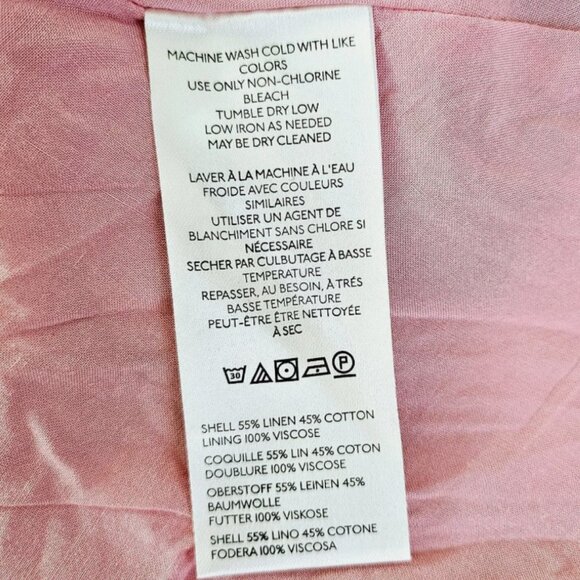 MACHINE WASH COLD WITH LIKE
COLORS
USE ONLY NON-CHLORINE
BLEACH
TUMBLE DRY LOW
LOW IRON AS NEEDED
MAY BE DRY CLEANED
LAVER À LA MACHINE À L'EAU
FROIDE AVEC COULEURS
SIMILAIRES
UTILISER UN AGENT DE
BLANCHIMENT SANS CHLORE SI
NÉCESSAIRE
SECHER PAR CULBUTAGE À BASSE
TEMPERATURE
REPASSER, AU BESOIN, À TRÉS
BASSE TEMPÉRATURE
PEUT-ÊTRE ÊTRE NETTOYÉE
À SEC
30 P
SHELL 55% LINEN 45% COTTON
LINING 100% VISCOSE
COQUILLE 55% LIN 45% COTON
DOUBLURE 100% VISCOSE
OBERSTOFF 55% LEINEN 45%
BAUMWOLLE
FUTTER 100% VISKOSE
SHELL 55% LINO 45% COTONE
FODERA 100% VISCOSA